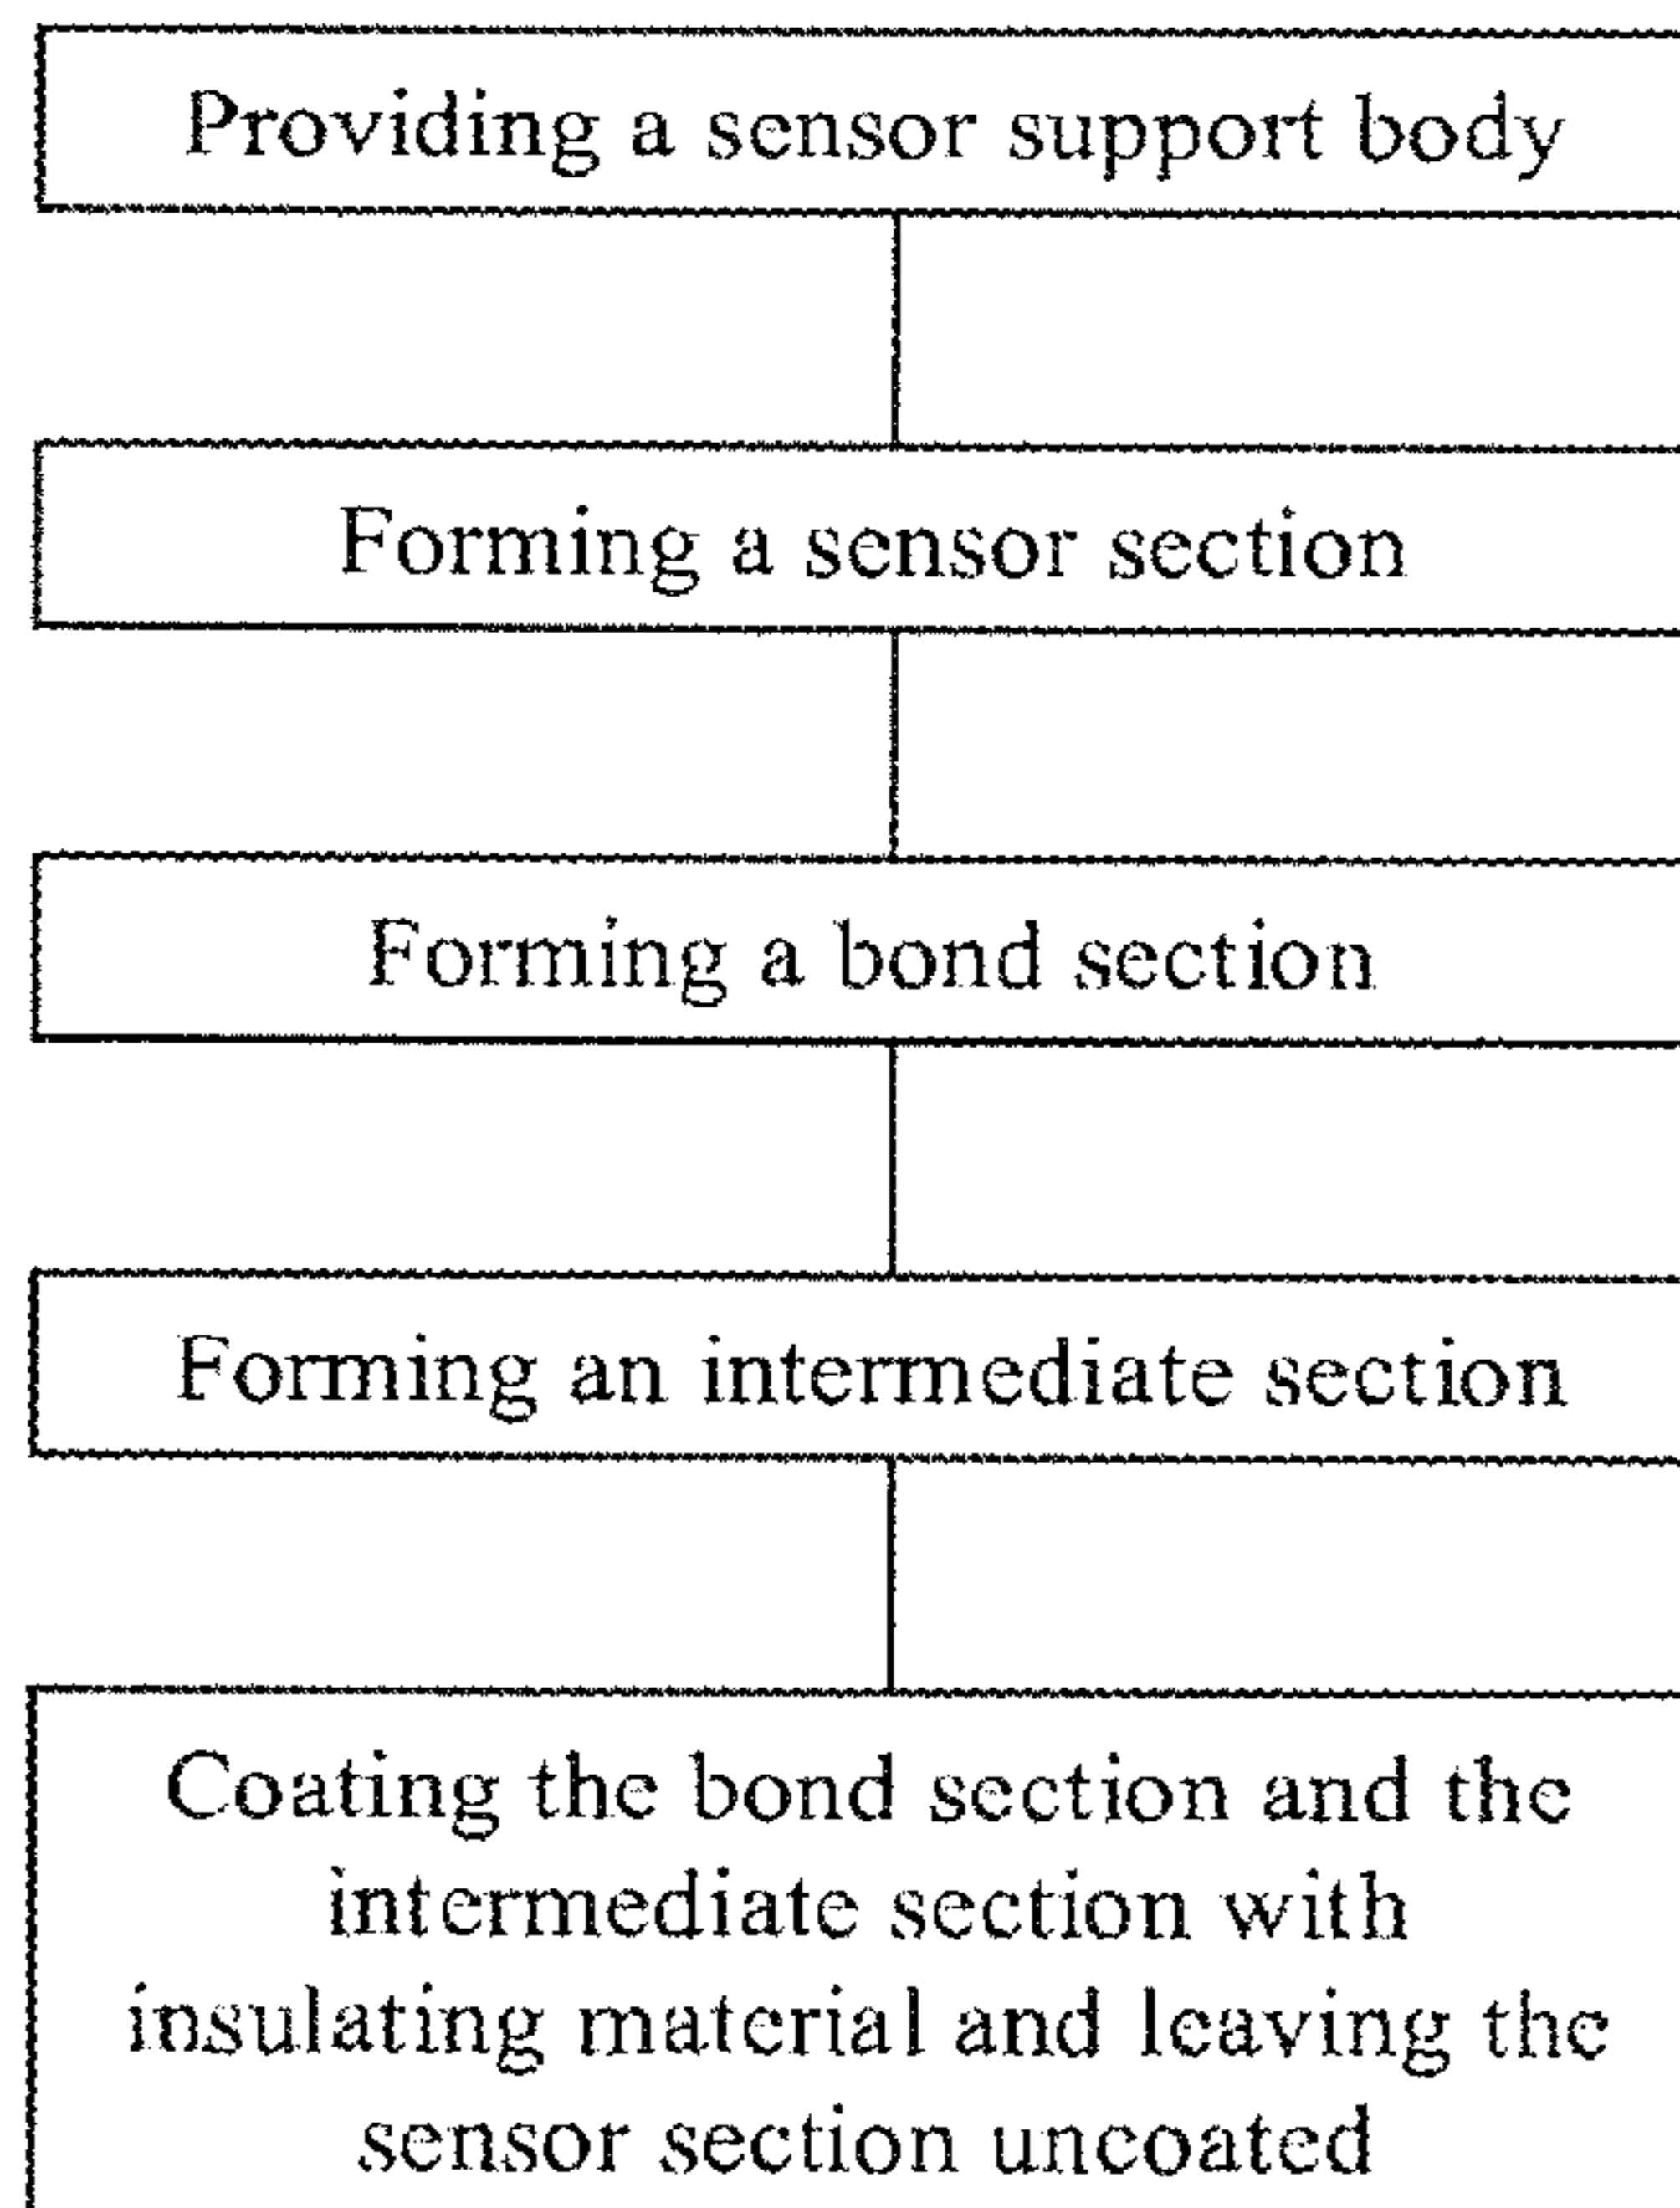 Providing a sensor support body
Forming a sensor section
Forming a bond section
Forming an intermediate section
Coating the bond section and the
intermediate section with
insulating material and leaving the
sensor section uncoated